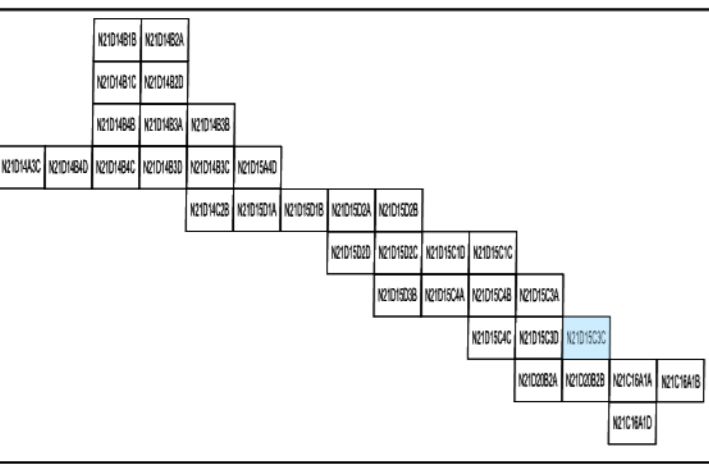 N21D14B1B N21D14B2A
N21D14B1C N21D14B2D
N21D14B4B N21D14B3A N21D14B3B
N21D14A3C N21D14B4D N21D14B4C N21D14B3D N21D14B3C N21D15A4D
N21D14C2B N21D15D1A N21D15D1B N21D15D2A N21D15D2B
N21D15D2D N21D15D2C N21D15C1D N21D15C1C
N21D15D3B N21D15C4A N21D15C4B N21D15C3A
N21D15C4C N21D15C3D N21D15C3C
N21D20B2A N21D20B2B N21C16A1A N21C16A1B
N21C16A1D